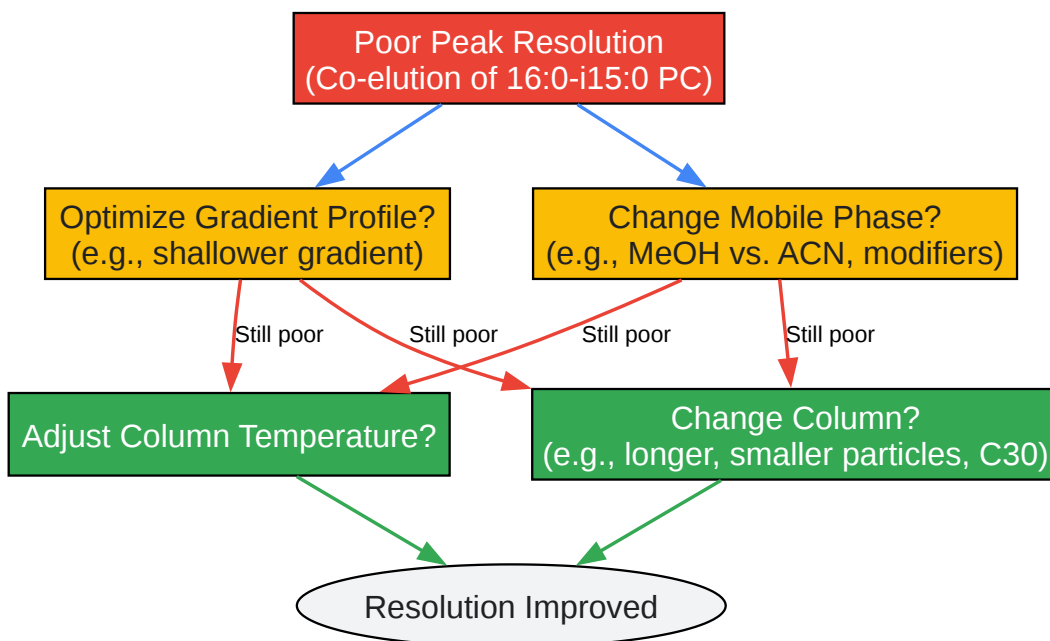 Poor Peak Resolution
(Co-elution of 16:0-i15:0 PC)
Optimize Gradient Profile?
(e.g., shallower gradient)
Change Mobile Phase?
(e.g., MeOH vs. ACN, modifiers)
Still poor
Still poor
Still poor
Still poor
Adjust Column Temperature?
Change Column?
(e.g., longer, smaller particles, C30)
Resolution Improved